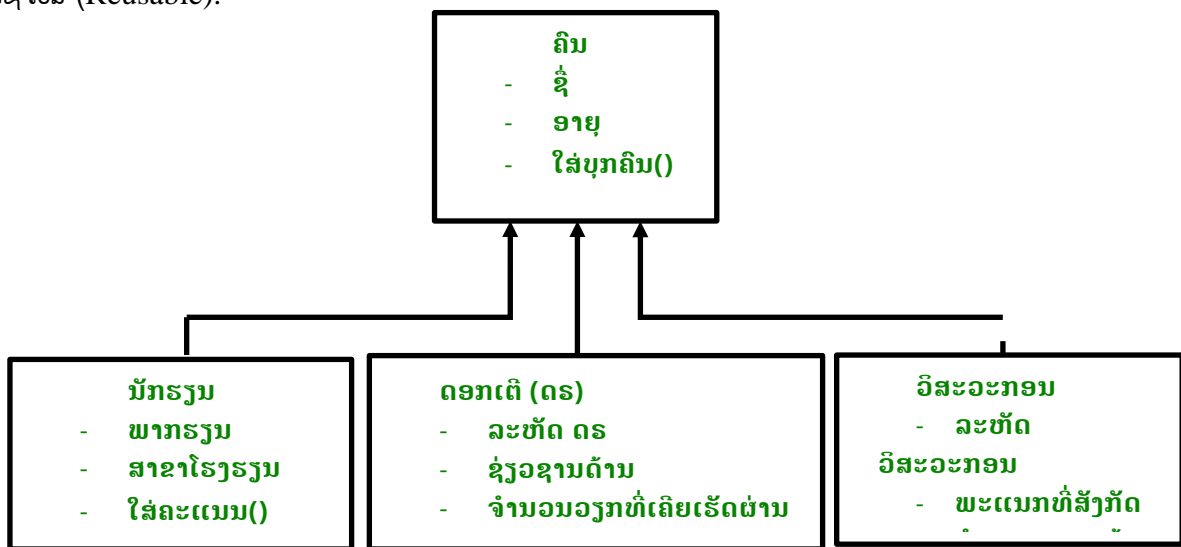 (Reusable).
ຄົນ
- ຊື່
- ອາຍຸ
- ໃສ່ບຸກຄົນ()
ນັກຮຽນ
- ພາກຮຽນ
- ສາຂາໂຮງຮຽນ
- ໃສ່ຄະແນນ()
ດອກເຕີ (ດຣ)
- ລະຫັດ ດຣ
- ຊ່ຽວຊານດ້ານ
- ຈຳນວນວຽກທີ່ເຄີຍເຮັດຜ່ານ
ວິສະວະກອນ
- ລະຫັດ
ວິສະວະກອນ
- ພະແນກທີ່ສັງກັດ